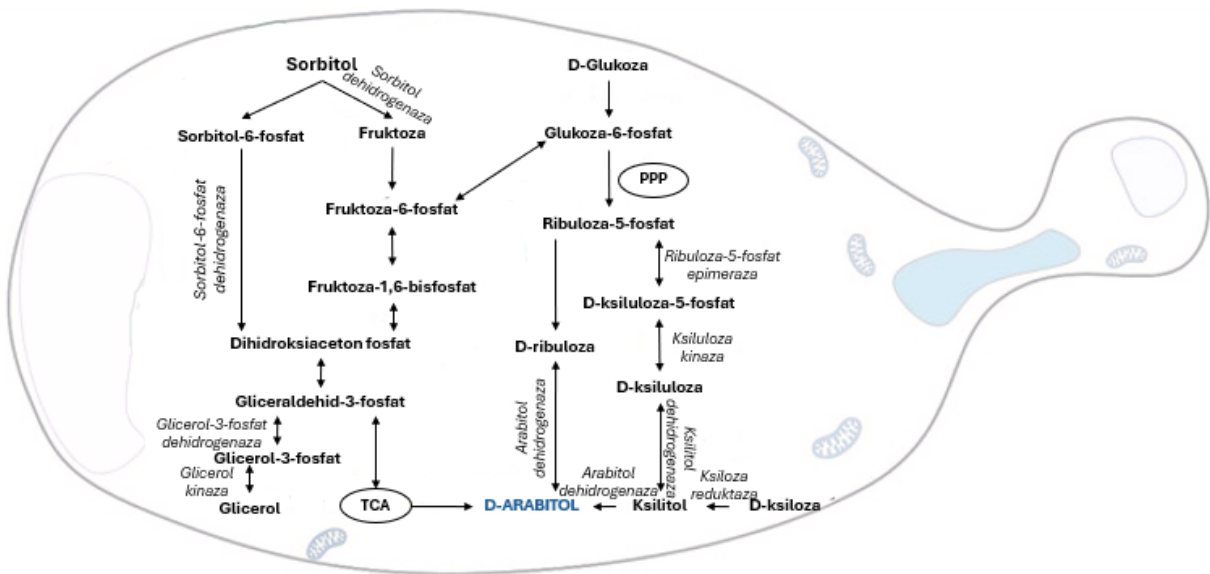 Sorbitol
Sorbitol
dehidrogenaza
D-Glukoza
Sorbitol-6-fosfat
Fruktoza
Glukoza-6-fosfat
PPP
Sorbitol-6-fosfat
dehidrogenaza
Fruktoza-6-fosfat
Ribuloza-5-fosfat
Ribuloza-5-fosfat
epimeraza
Fruktoza-1,6-bisfosfat
D-ksiluloza-5-fosfat
Dihidroksiaceton fosfat
D-ribuloza
Ksiluloza
kinaza
D-ksiluloza
Gliceraldehid-3-fosfat
Arabitol
dehidrogenaza
Ksilitol
dehidrogenaza
Glicerol-3-fosfat
dehidrogenaza
Glicerol-3-fosfat
Glicerol
kinaza
Arabitol
dehidrogenaza
Ksiloza
reduktaza
Glicerol
TCA
D-ARABITOL
Ksilitol
D-ksiloza